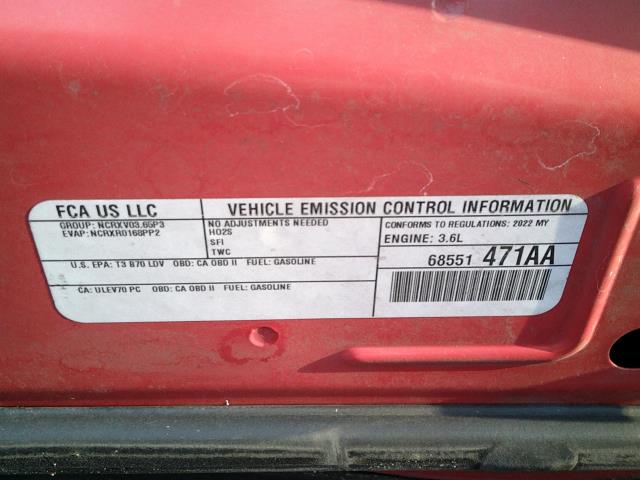 FCA US LLC
VEHICLE EMISSION CONTROL INFORMATION
GROUP: NCRXV03.65P3
EVAP: NCRXR0168PP2
NO ADJUSTMENTS NEEDED
HO2S
SFI
TWC
CONFORMS TO REGULATIONS: 2022 MY
ENGINE: 3.6L
U.S. EPA: T3 B70 LDV OBD: CA OBD II FUEL: GASOLINE
CA: ULEV70 PC OBD: CA OBD II FUEL: GASOLINE
68551 471AA